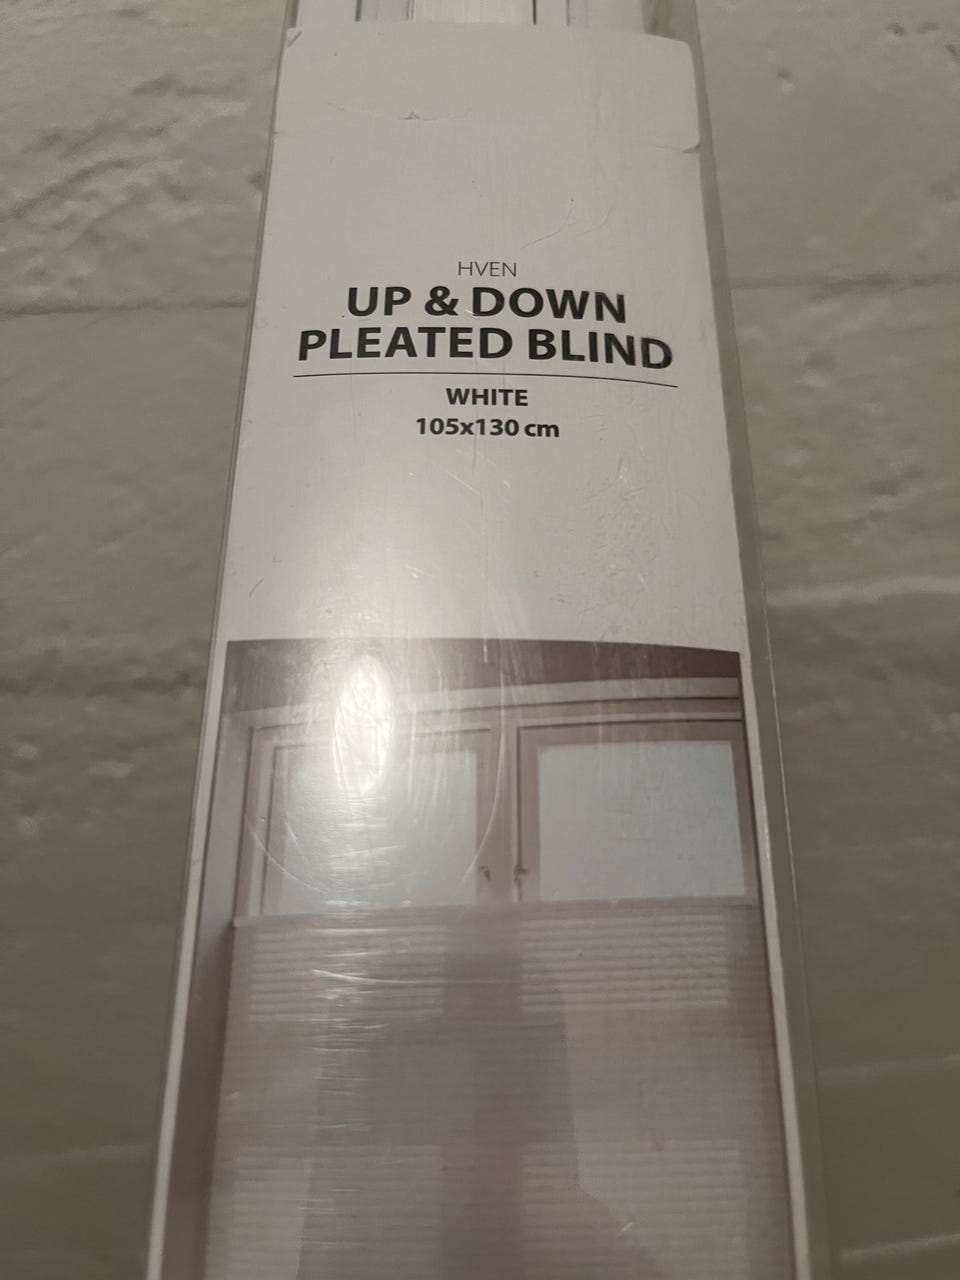 HVEN
UP & DOWN
PLEATED BLIND
WHITE
105x130 cm